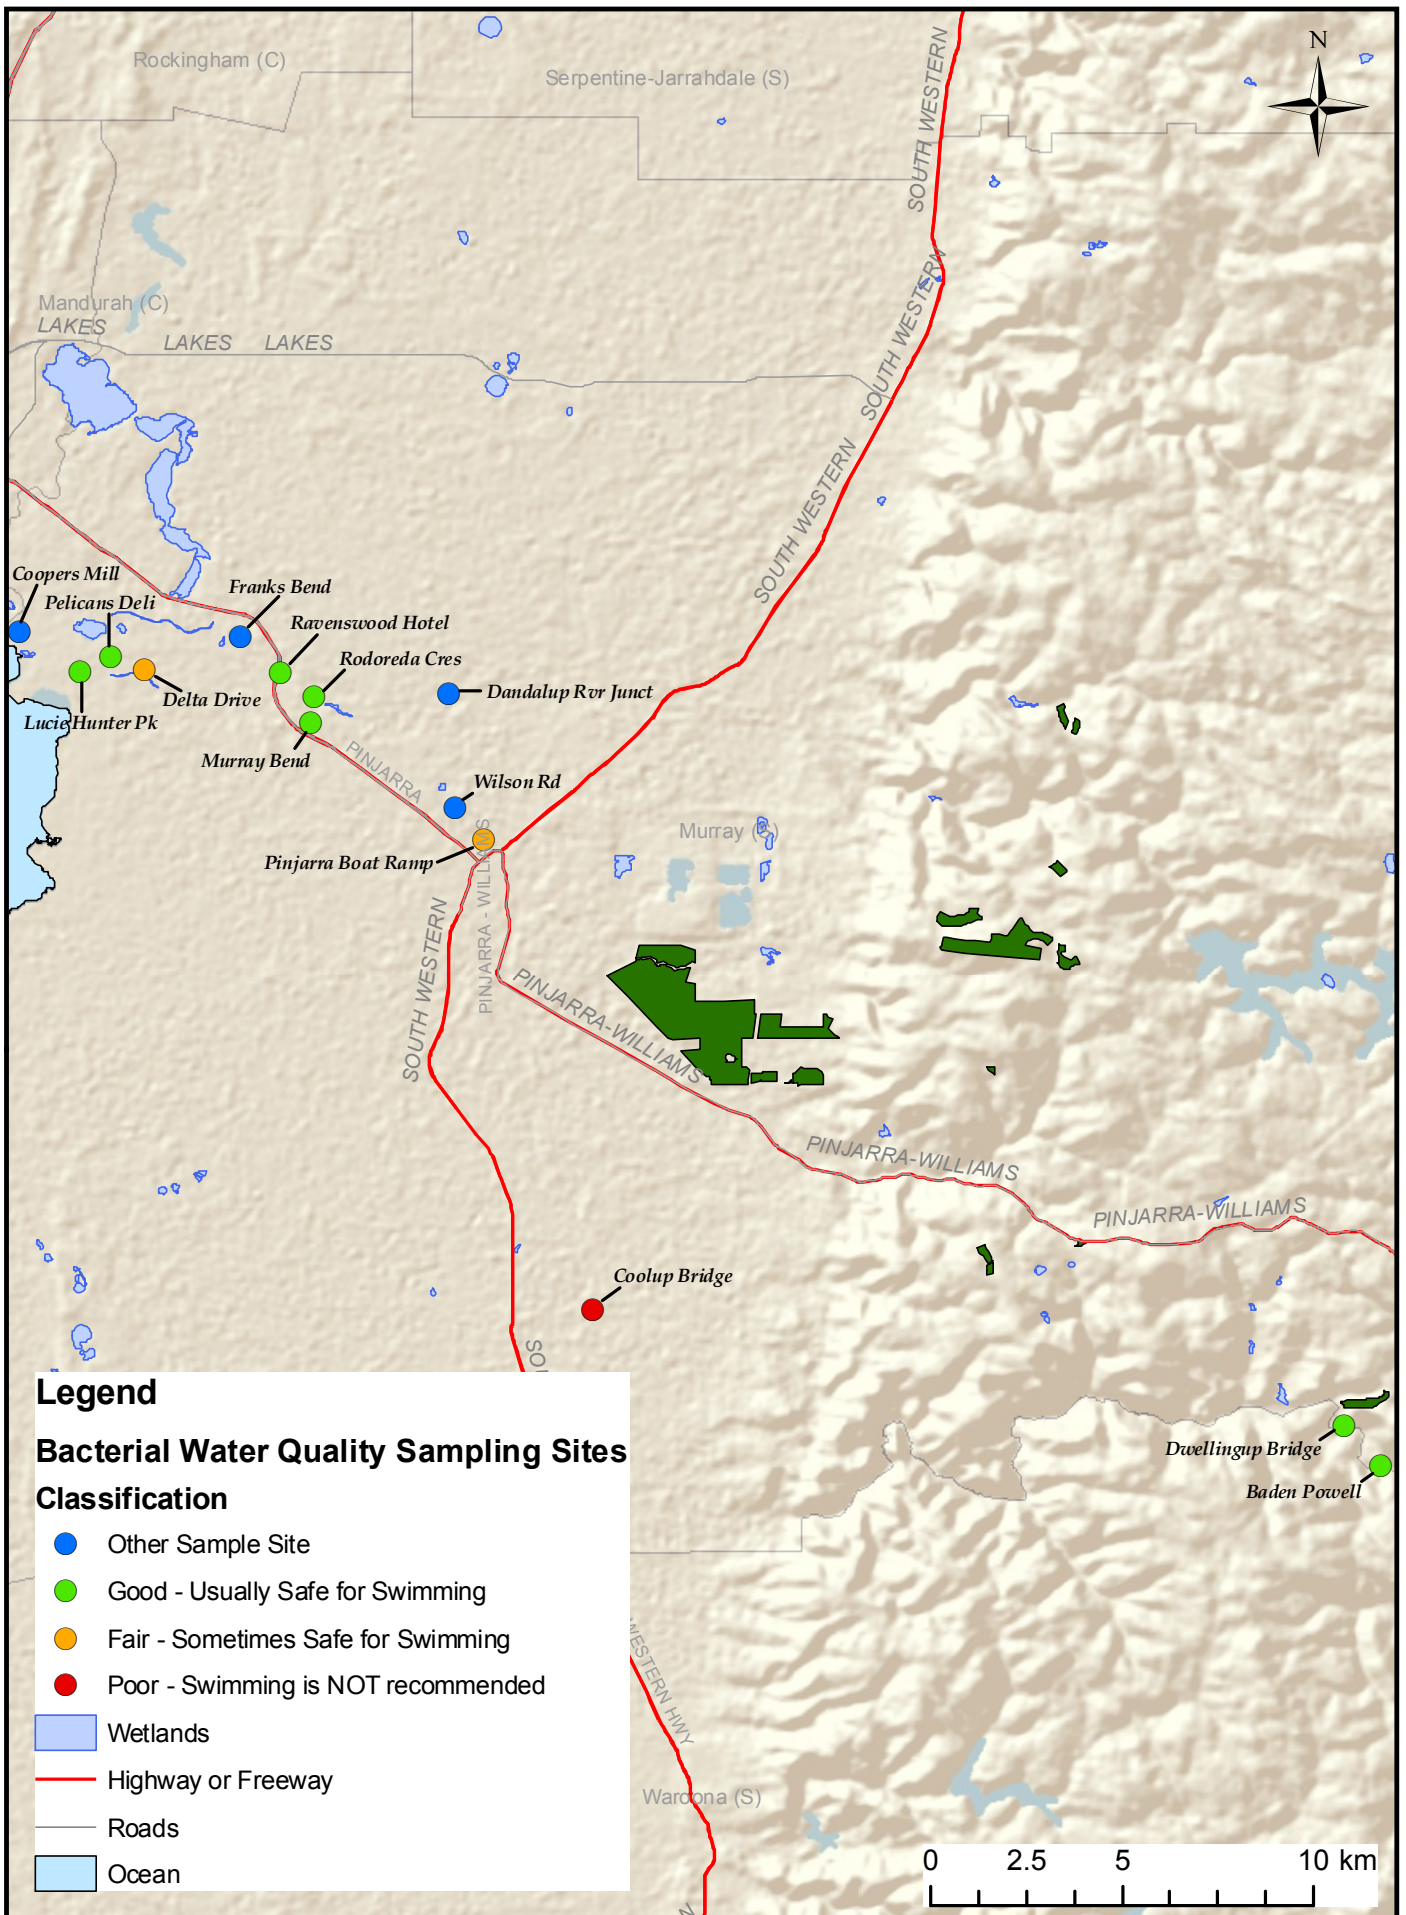 N
Rockingham (C)
Serpentine-Jarrahdale (S)
SOUTH WESTERN
SOUTH WESTERN
Mandurah (C)
LAKES
LAKES
LAKES
SOUTH WESTERN
Coopers Mill
Pelicans Deli
Franks Bend
Ravenswood Hotel
Rodoreda Cres
Delta Drive
Dandalup Rvr Junct
Lucie Hunter Pk
Murray Bend
PINJARRA
Wilson Rd
Murray (S)
Pinjarra Boat Ramp
PINJARRA - WILLIAMS
SOUTH WESTERN
PINJARRA-WILLIAMS
PINJARRA-WILLIAMS
PINJARRA-WILLIAMS
Coolup Bridge
SO
Dwellingup Bridge
Baden Powell
Legend
Bacterial Water Quality Sampling Sites
Classification
Other Sample Site
Good - Usually Safe for Swimming
Fair - Sometimes Safe for Swimming
Poor - Swimming is NOT recommended
Wetlands
Highway or Freeway
Roads
Ocean
WESTERN HWY
Waroona (S)
0 2.5 5 10 km
N